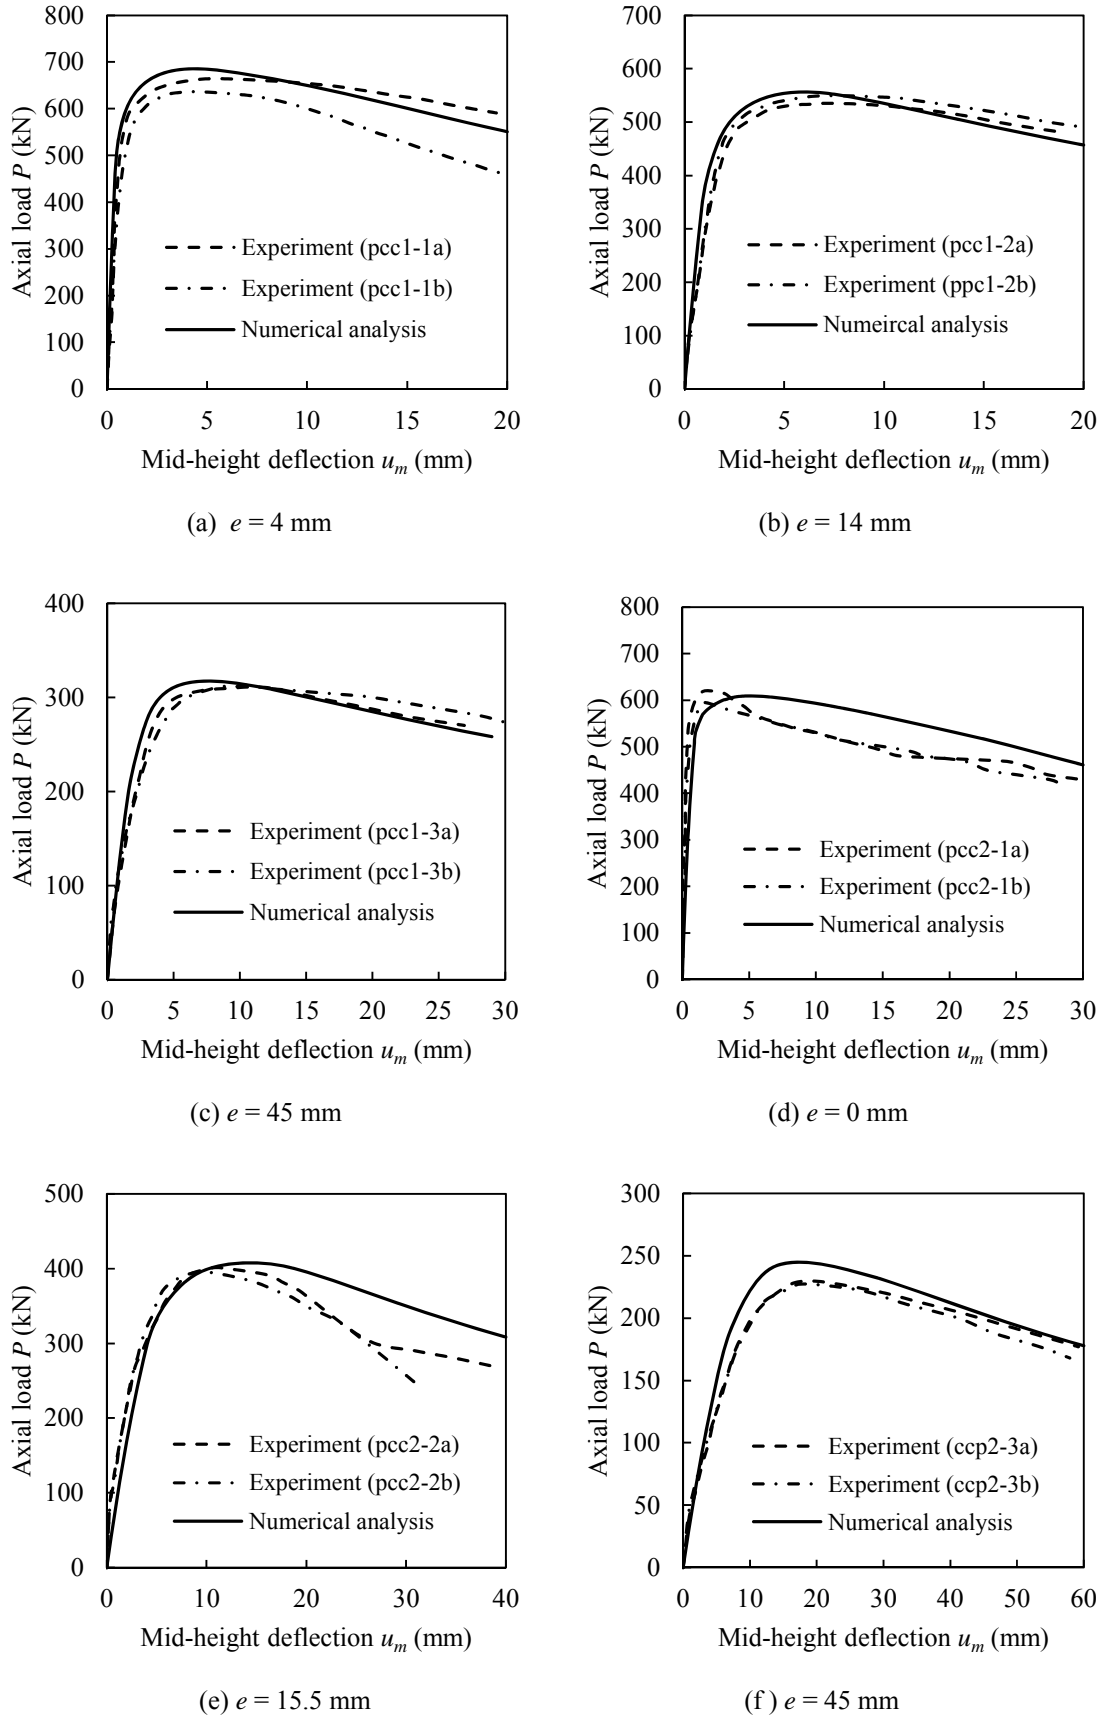 800
700
600
500
400
300
200
100
0
Axial load P (kN)
Experiment (pcc1-1a)
Experiment (pcc1-1b)
Numerical analysis
0 5 10 15 20
Mid-height deflection um (mm)
(a) e = 4 mm
700
600
500
400
300
200
100
0
Axial load P (kN)
Experiment (pcc1-2a)
Experiment (ppc1-2b)
Numeircal analysis
0 5 10 15 20
Mid-height deflection um (mm)
(b) e = 14 mm
400
300
200
100
0
Axial load P (kN)
Experiment (pcc1-3a)
Experiment (pcc1-3b)
Numerical analysis
0 5 10 15 20 25 30
Mid-height deflection um (mm)
(c) e = 45 mm
800
700
600
500
400
300
200
100
0
Axial load P (kN)
Experiment (pcc2-1a)
Experiment (pcc2-1b)
Numerical analysis
0 5 10 15 20 25 30
Mid-height deflection um (mm)
(d) e = 0 mm
500
400
300
200
100
0
Axial load P (kN)
Experiment (pcc2-2a)
Experiment (pcc2-2b)
Numerical analysis
0 10 20 30 40
Mid-height deflection um (mm)
(e) e = 15.5 mm
300
250
200
150
100
50
0
Axial load P (kN)
Experiment (ccp2-3a)
Experiment (ccp2-3b)
Numerical analysis
0 10 20 30 40 50 60
Mid-height deflection um (mm)
(f ) e = 45 mm